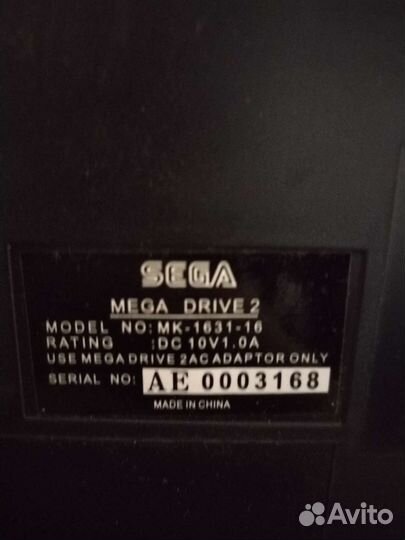 SEGA
MEGA DRIVE 2
MODEL NO: MK-1631-16
RATING :DC 10V1.0A
USE MEGA DRIVE 2AC ADAPTOR ONLY
SERIAL NO: AE 0003168
MADE IN CHINA
Avito